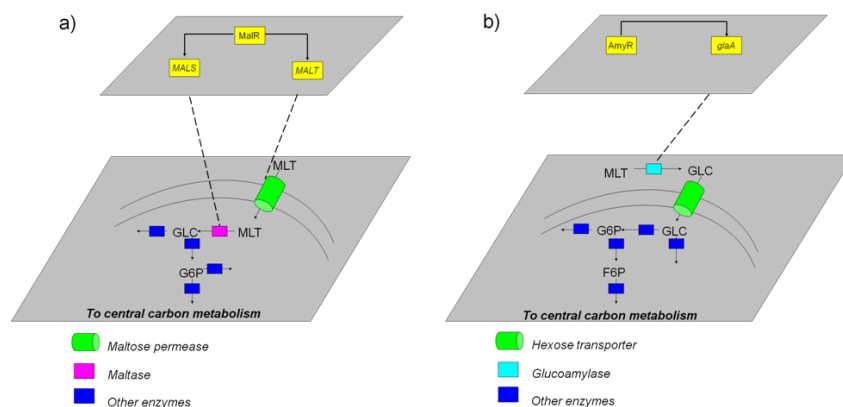 a)
MalR
MALS
MALT
MLT
GLC
MLT
G6P
To central carbon metabolism
Maltose permease
Maltase
Other enzymes
b)
AmyR
glaA
MLT
GLC
G6P
GLC
F6P
To central carbon metabolism
Hexose transporter
Glucoamylase
Other enzymes